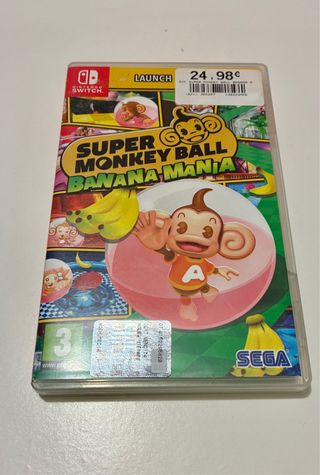 NINTENDO
SWITCH
LAUNCH
24,98€
SUPER
MONKEY BALL
BANANA MANIA
A
3
SEGA